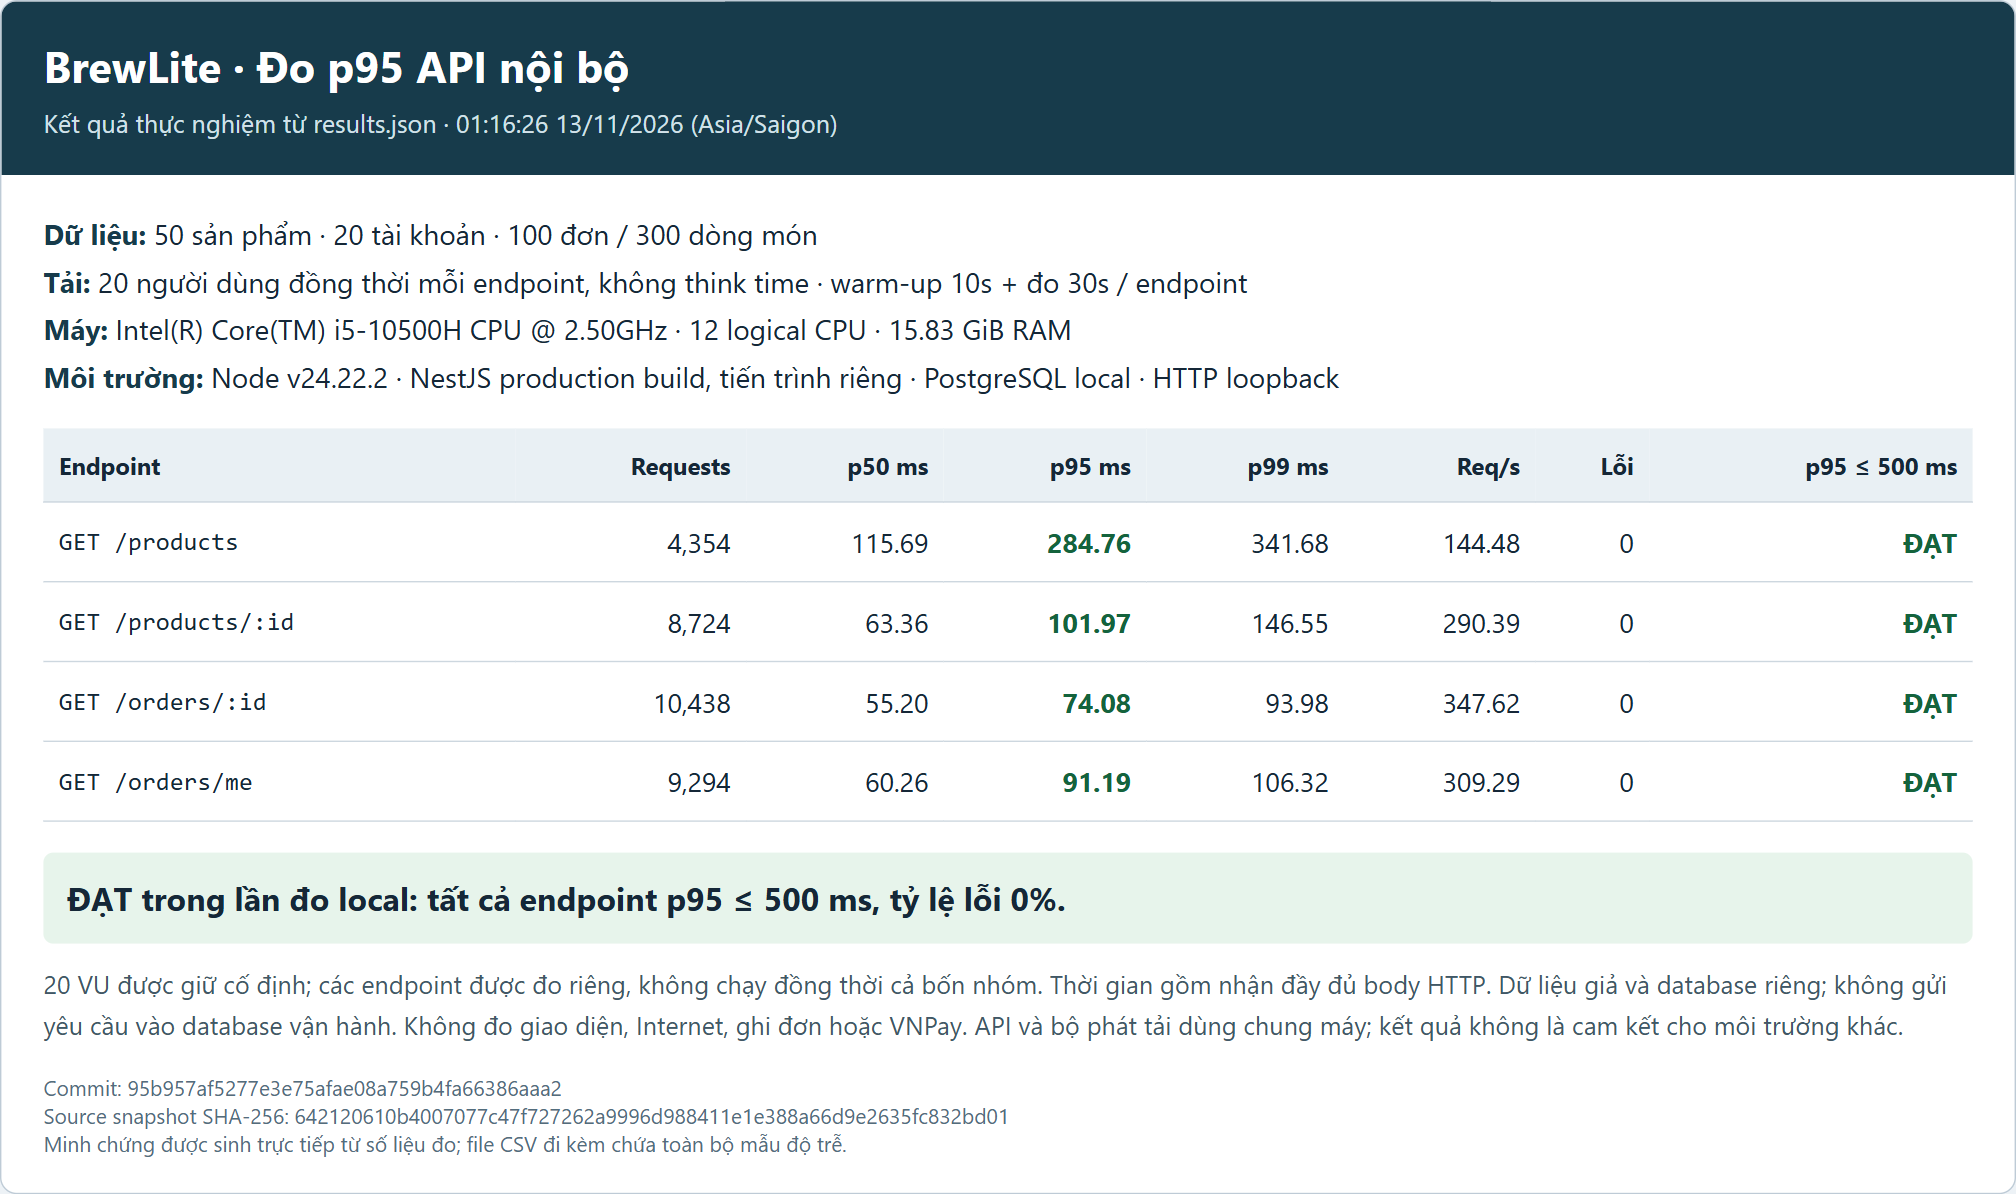 BrewLite · Đo p95 API nội bộ
Kết quả thực nghiệm từ results.json · 01:16:26 13/11/2026 (Asia/Saigon)
Dữ liệu: 50 sản phẩm · 20 tài khoản · 100 đơn / 300 dòng món
Tải: 20 người dùng đồng thời mỗi endpoint, không think time · warm-up 10s + đo 30s / endpoint
Máy: Intel(R) Core(TM) i5-10500H CPU @ 2.50GHz · 12 logical CPU · 15.83 GiB RAM
Môi trường: Node v24.22.2 · NestJS production build, tiến trình riêng · PostgreSQL local · HTTP loopback
Endpoint Requests p50 ms p95 ms p99 ms Req/s Lỗi p95 ≤ 500 ms
GET /products 4,354 115.69 284.76 341.68 144.48 0 ĐẠT
GET /products/:id 8,724 63.36 101.97 146.55 290.39 0 ĐẠT
GET /orders/:id 10,438 55.20 74.08 93.98 347.62 0 ĐẠT
GET /orders/me 9,294 60.26 91.19 106.32 309.29 0 ĐẠT
ĐẠT trong lần đo local: tất cả endpoint p95 ≤ 500 ms, tỷ lệ lỗi 0%.
20 VU được giữ cố định; các endpoint được đo riêng, không chạy đồng thời cả bốn nhóm. Thời gian gồm nhận đầy đủ body HTTP. Dữ liệu giả và database riêng; không gửi
yêu cầu vào database vận hành. Không đo giao diện, Internet, ghi đơn hoặc VNPay. API và bộ phát tải dùng chung máy; kết quả không là cam kết cho môi trường khác.
Commit: 95b957af5277e3e75afae08a759b4fa66386aaa2
Source snapshot SHA-256: 642120610b4007077c47f727262a9996d988411e1e388a66d9e2635fc832bd01
Minh chứng được sinh trực tiếp từ số liệu đo; file CSV đi kèm chứa toàn bộ mẫu độ trễ.